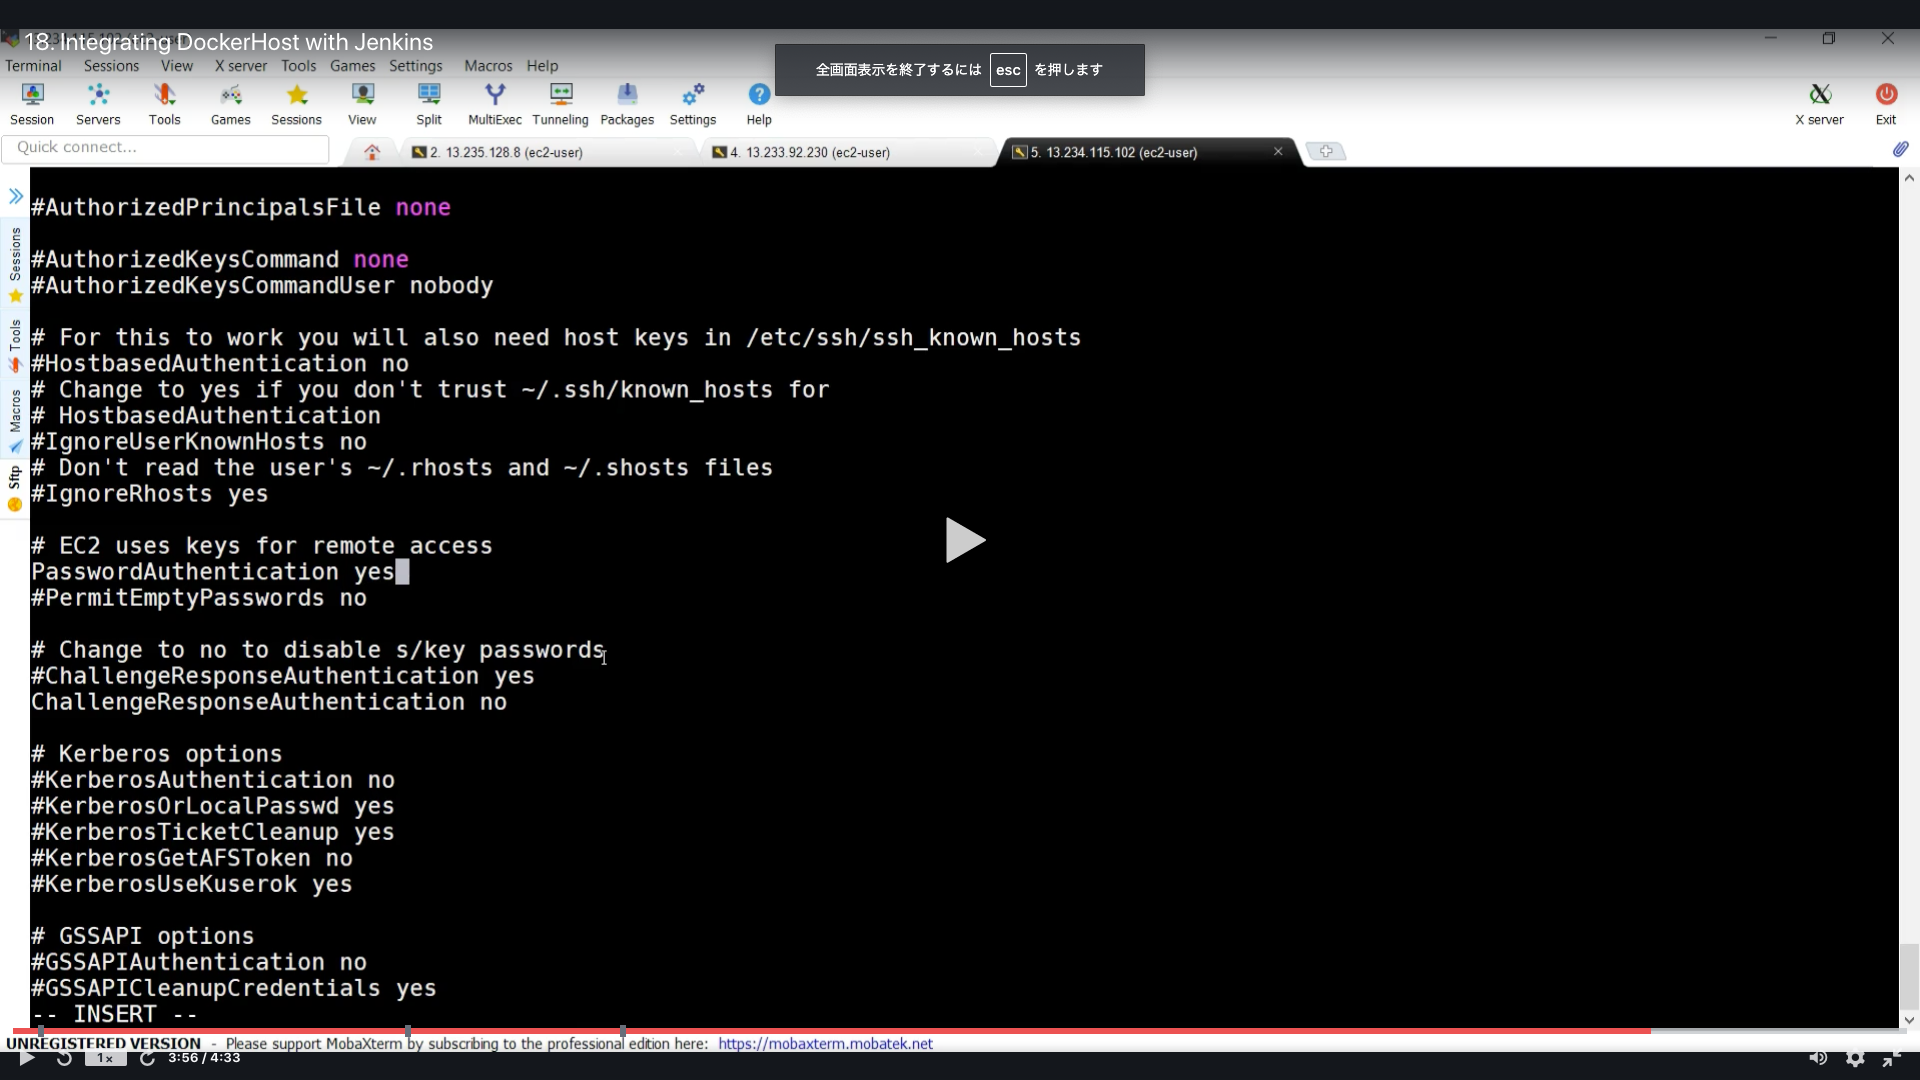 18. Integrating DockerHost with Jenkins
Terminal Sessions View X server Tools Games Settings Macros Help
全画面表示を終了するには esc を押します
Session Servers Tools Games Sessions View Split MultiExec Tunneling Packages Settings Help X server Exit
Quick connect...
2. 13.235.128.8 (ec2-user)
4. 13.233.92.230 (ec2-user)
5. 13.234.115.102 (ec2-user)
Sessions
Tools
Macros
Sftp
#AuthorizedPrincipalsFile none
#AuthorizedKeysCommand none
#AuthorizedKeysCommandUser nobody
# For this to work you will also need host keys in /etc/ssh/ssh_known_hosts
#HostbasedAuthentication no
# Change to yes if you don't trust ~/.ssh/known_hosts for
# HostbasedAuthentication
#IgnoreUserKnownHosts no
# Don't read the user's ~/.rhosts and ~/.shosts files
#IgnoreRhosts yes
# EC2 uses keys for remote access
PasswordAuthentication yes
#PermitEmptyPasswords no
# Change to no to disable s/key passwords
#ChallengeResponseAuthentication yes
ChallengeResponseAuthentication no
# Kerberos options
#KerberosAuthentication no
#KerberosOrLocalPasswd yes
#KerberosTicketCleanup yes
#KerberosGetAFSToken no
#KerberosUseKuserok yes
# GSSAPI options
#GSSAPIAuthentication no
#GSSAPICleanupCredentials yes
-- INSERT --
UNREGISTERED VERSION - Please support MobaXterm by subscribing to the professional edition here: https://mobaxterm.mobatek.net
1x 3:56 / 4:33